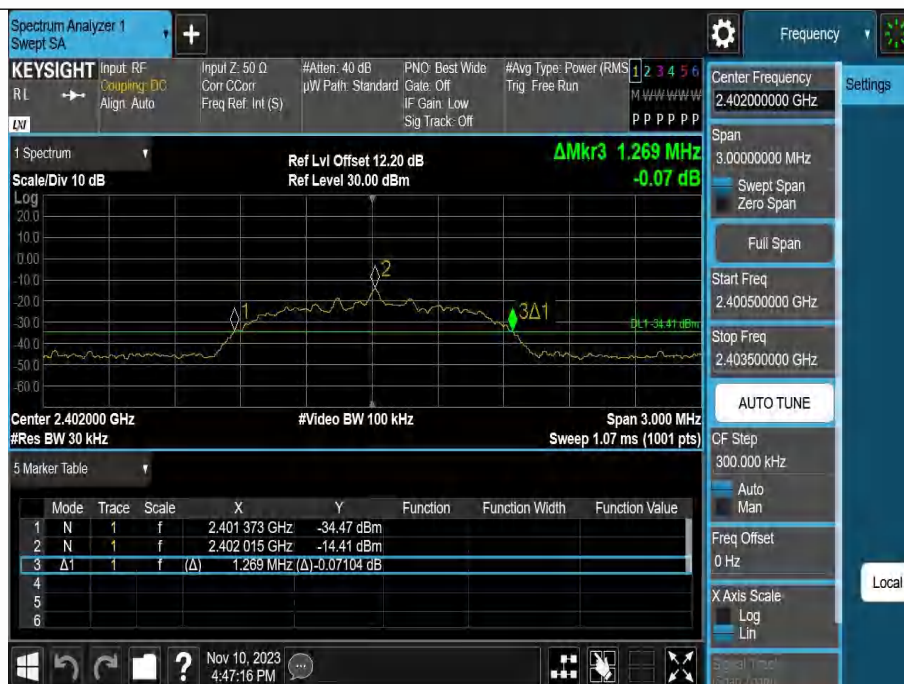 Spectrum Analyzer 1
Swept SA
Frequency
KEYSIGHT
RL
LXI
Input: RF
Coupling: DC
Align: Auto
Input Z: 50 Ω
Corr CCorr
Freq Ref: Int (S)
#Atten: 40 dB
µW Path: Standard
PNO: Best Wide
Gate: Off
IF Gain: Low
Sig Track: Off
#Avg Type: Power (RMS
Trig: Free Run
1 2 3 4 5 6
M W W W W W
P P P P P P
Center Frequency
2.402000000 GHz
Settings
Span
3.00000000 MHz
Swept Span
Zero Span
Full Span
Start Freq
2.400500000 GHz
Stop Freq
2.403500000 GHz
AUTO TUNE
CF Step
300.000 kHz
Auto
Man
Freq Offset
0 Hz
X Axis Scale
Log
Lin
Local
1 Spectrum
Scale/Div 10 dB
Ref Lvl Offset 12.20 dB
Ref Level 30.00 dBm
ΔMkr3 1.269 MHz
-0.07 dB
Log
20.0
10.0
0.00
-10.0
-20.0
-30.0
-40.0
-50.0
-60.0
1
2
3Δ1
DL1 -34.41 dBm
Center 2.402000 GHz
#Video BW 100 kHz
Span 3.000 MHz
#Res BW 30 kHz
Sweep 1.07 ms (1001 pts)
5 Marker Table
Mode Trace Scale X Y Function Function Width Function Value
1 N 1 f 2.401 373 GHz -34.47 dBm
2 N 1 f 2.402 015 GHz -14.41 dBm
3 Δ1 1 f (Δ) 1.269 MHz (Δ) -0.07104 dB
4
5
6
Nov 10, 2023
4:47:16 PM